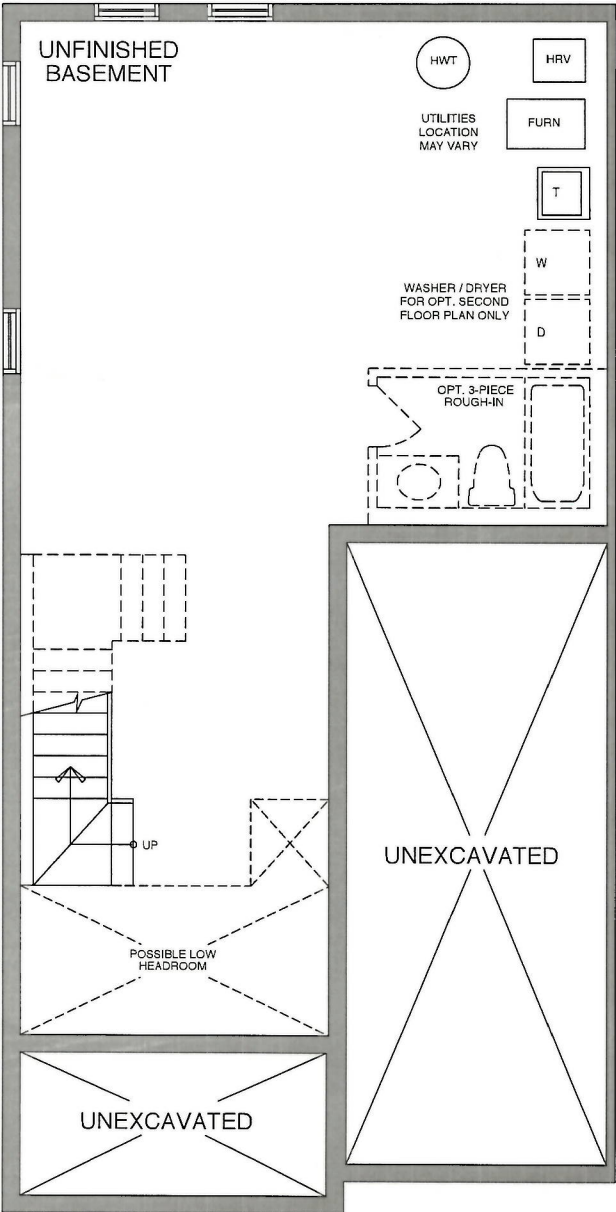 UNFINISHED
BASEMENT
HWT
HRV
UTILITIES
LOCATION
MAY VARY
FURN
T
W
WASHER / DRYER
FOR OPT. SECOND
FLOOR PLAN ONLY
D
OPT. 3-PIECE
ROUGH-IN
UP
UNEXCAVATED
POSSIBLE LOW
HEADROOM
UNEXCAVATED